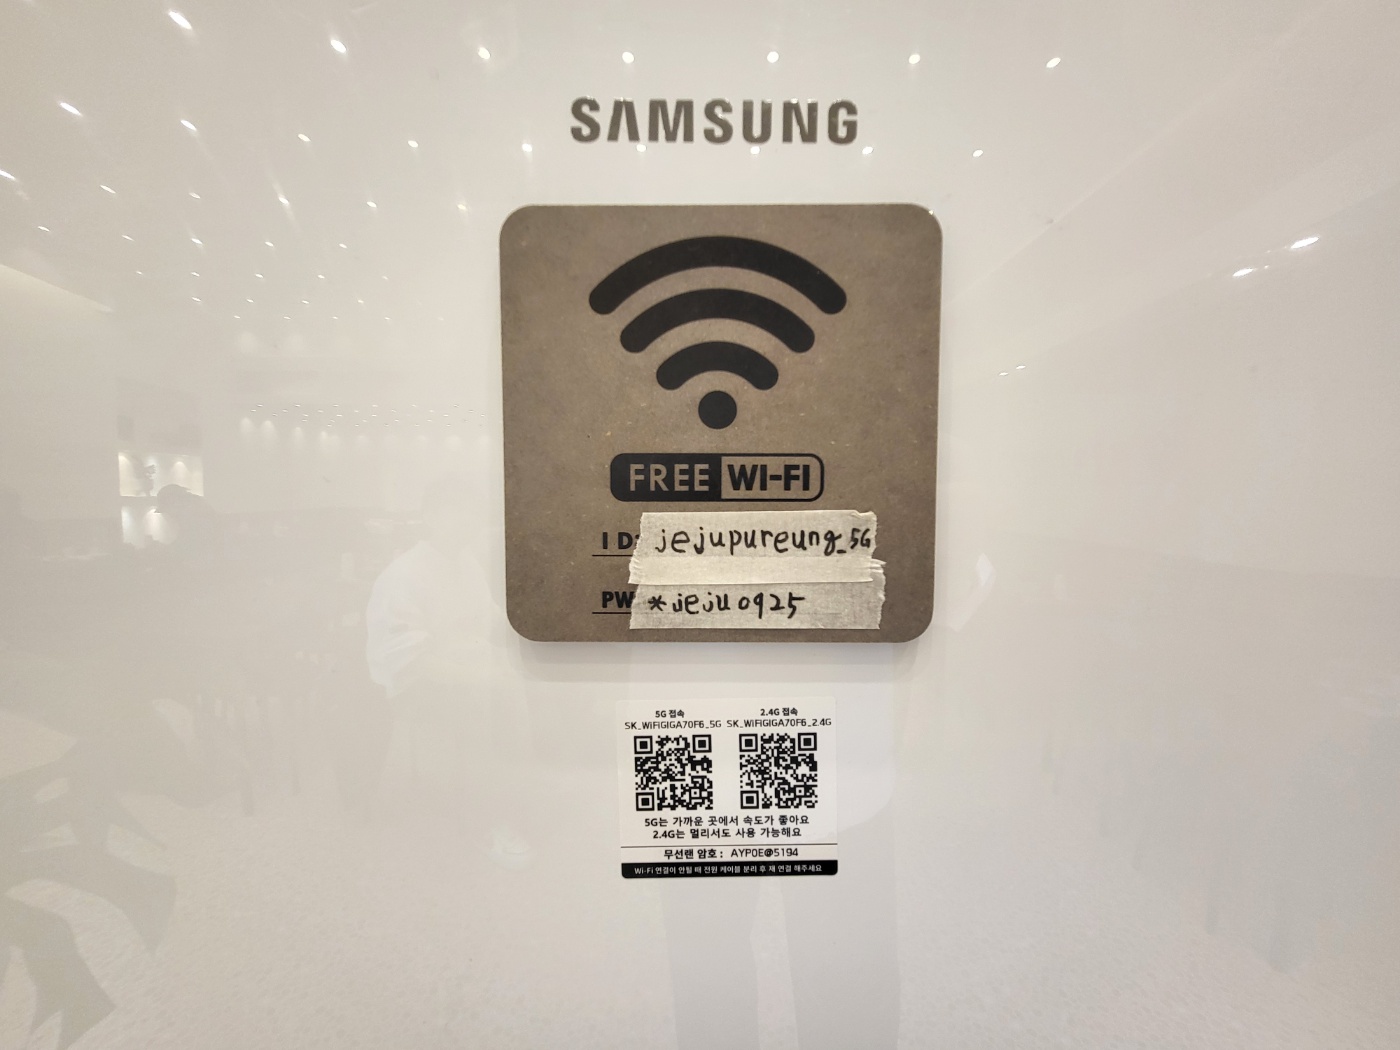 SAMSUNG
FREE WI-FI
ID: jejupureung_5G
PW *jeju0925
5G 접속 2.4G 접속
SK_WiFiGIGA70F6_5G SK_WiFiGIGA70F6_2.4G
5G는 가까운 곳에서 속도가 좋아요
2.4G는 멀리서도 사용 가능해요
무선랜 암호 : AYP0E@5194
Wi-Fi 연결이 안될 때 전원 케이블 분리 후 재 연결 해주세요